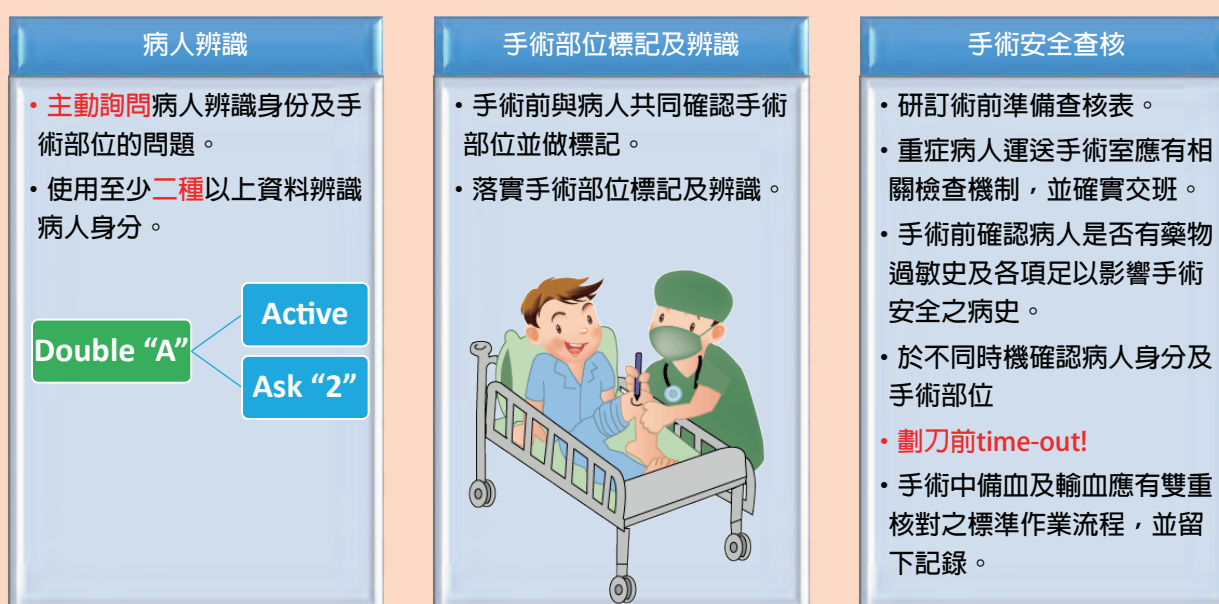 病人辨識
•主動詢問病人辨識身份及手
術部位的問題。
•使用至少二種以上資料辨識
病人身分。
Double “A”
Active
Ask “2”
手術部位標記及辨識
•手術前與病人共同確認手術
部位並做標記。
•落實手術部位標記及辨識。
手術安全查核
•研訂術前準備查核表。
•重症病人運送手術室應有相
關檢查機制，並確實交班。
•手術前確認病人是否有藥物
過敏史及各項足以影響手術
安全之病史。
•於不同時機確認病人身分及
手術部位
•劃刀前time-out!
•手術中備血及輸血應有雙重
核對之標準作業流程，並留
下記錄。